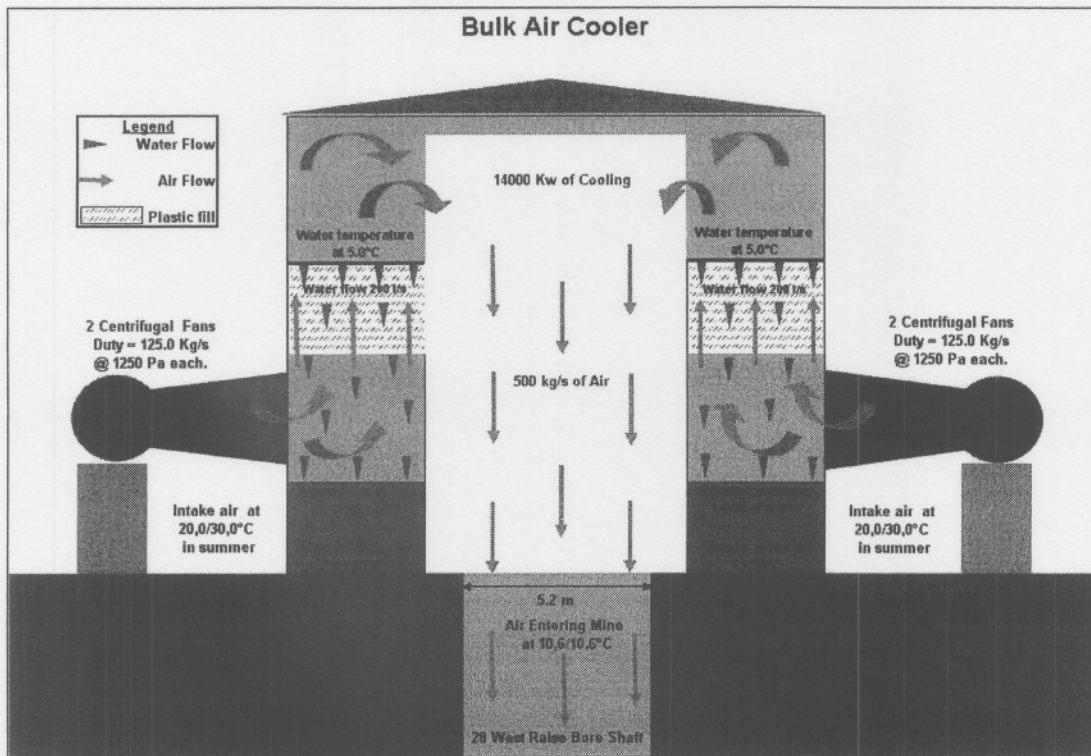 Bulk Air Cooler
Legend
Water Flow
Air Flow
Plastic fill
14000 Kw of Cooling
Water temperature
at 5.0°C
Water temperature
at 5.0°C
Water flow 200 l/s
Water flow 200 l/s
2 Centrifugal Fans
Duty = 125.0 Kg/s
@ 1250 Pa each.
2 Centrifugal Fans
Duty = 125.0 Kg/s
@ 1250 Pa each.
500 kg/s of Air
Intake air at
20,0/30,0°C
in summer
Intake air at
20,0/30,0°C
in summer
5.2 m
Air Entering Mine
at 10,6/10.6°C
28 West Raise Bore Shaft